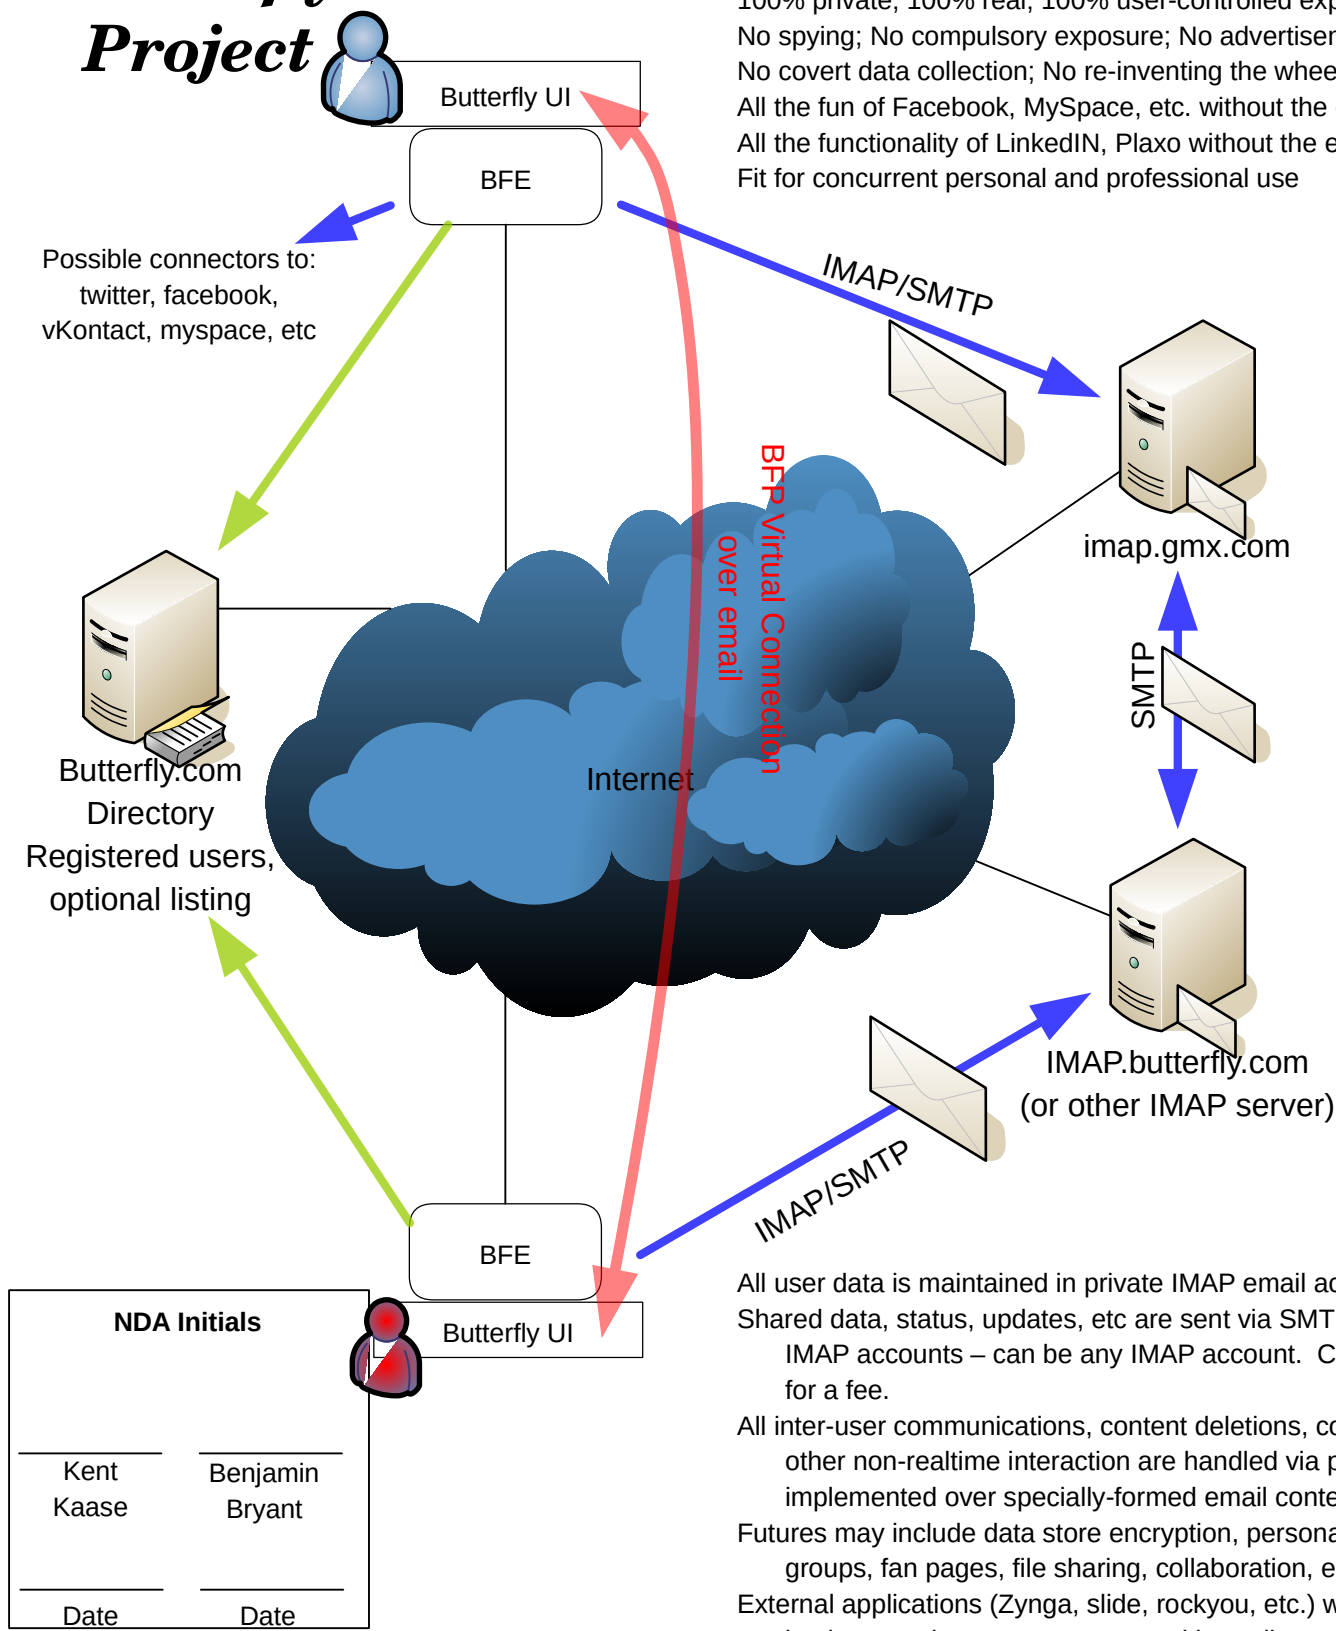 Project
100% private; 100% real; 100% user-controlled
No spying; No compulsory exposure; No
No covert data collection; No re-inventing the
All the fun of Facebook, MySpace, etc. without the
All the functionality of LinkedIN, Plaxo without the
Fit for concurrent personal and professional use
Butterfly UI
BFE
Possible connectors to:
twitter, facebook,
vKontact, myspace, etc
IMAP/SMTP
imap.gmx.com
BFP Virtual Connection
over email
SMTP
Internet
Butterfly.com
Directory
Registered users,
optional listing
IMAP.butterfly.com
(or other IMAP server)
IMAP/SMTP
BFE
Butterfly UI
NDA Initials
Kent
Kaase
Benjamin
Bryant
Date
Date
All user data is maintained in private IMAP email
Shared data, status, updates, etc are sent via
IMAP accounts – can be any IMAP account.
for a fee.
All inter-user communications, content deletions,
other non-realtime interaction are handled via
implemented over specially-formed email
Futures may include data store encryption,
groups, fan pages, file sharing, collaboration,
External applications (Zynga, slide, rockyou, etc.)